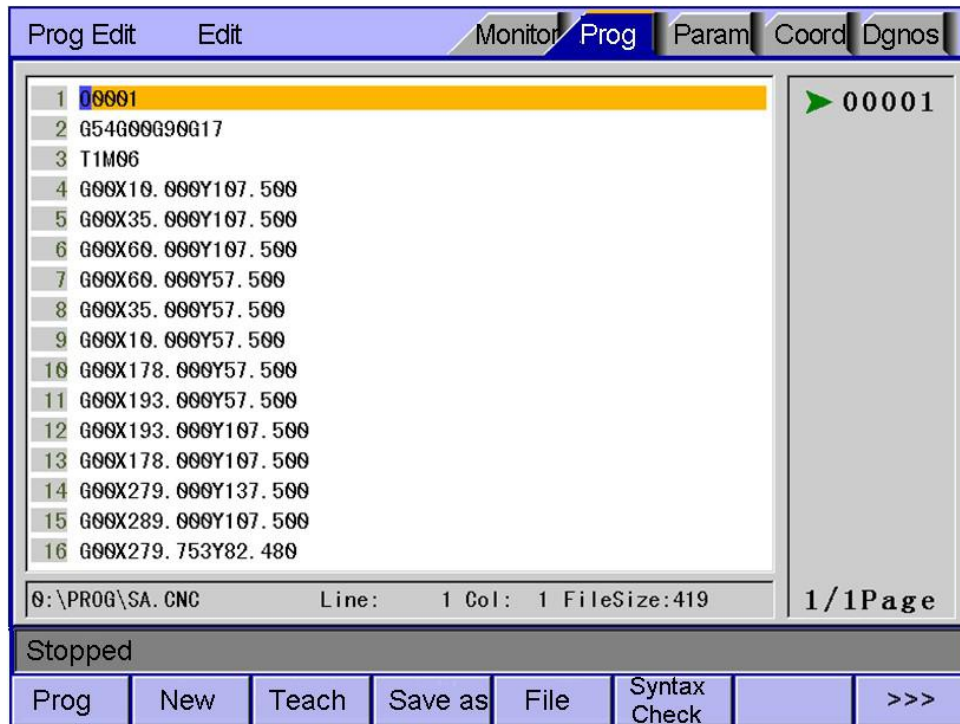 Prog Edit Edit Monitor Prog Param Coord Dgnos
1 O0001
2 G54G00G90G17
3 T1M06
4 G00X10.000Y107.500
5 G00X35.000Y107.500
6 G00X60.000Y107.500
7 G00X60.000Y57.500
8 G00X35.000Y57.500
9 G00X10.000Y57.500
10 G00X178.000Y57.500
11 G00X193.000Y57.500
12 G00X193.000Y107.500
13 G00X178.000Y107.500
14 G00X279.000Y137.500
15 G00X289.000Y107.500
16 G00X279.753Y82.480
0:\PROG\SA.CNC Line: 1 Col: 1 FileSize:419
O0001
1/1Page
Stopped
Prog New Teach Save as File Syntax Check >>>